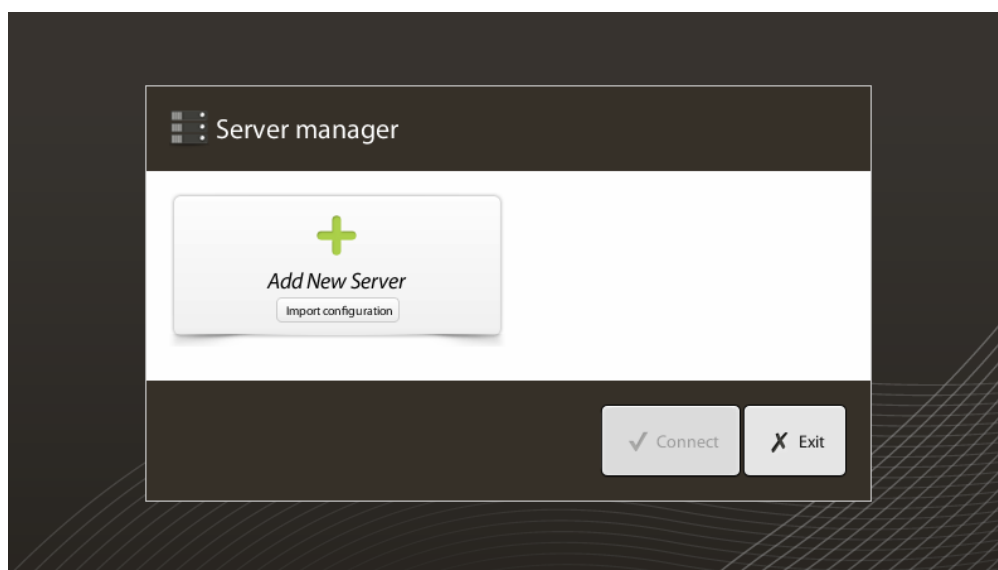 Server manager
Add New Server
Import configuration
Connect
Exit